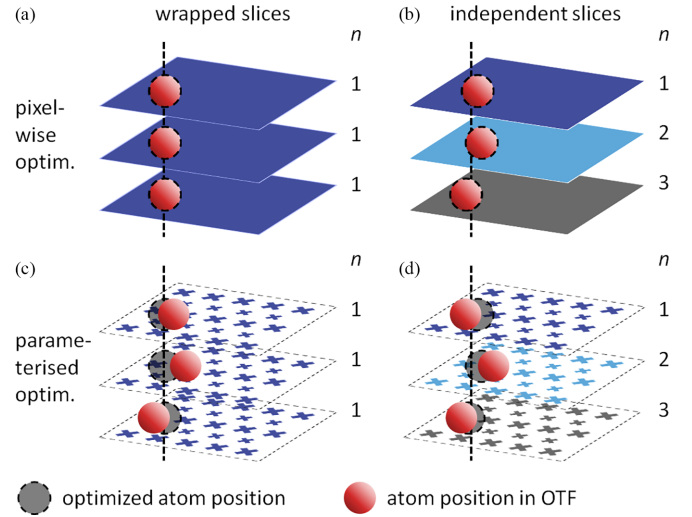 (a) wrapped slices (b) independent slices
n n
1 1
pixel-
wise
optim.
1 2
1 3
(c) n (d) n
1 1
parame-
terised
optim.
1 2
1 3
optimized atom position atom position in OTF